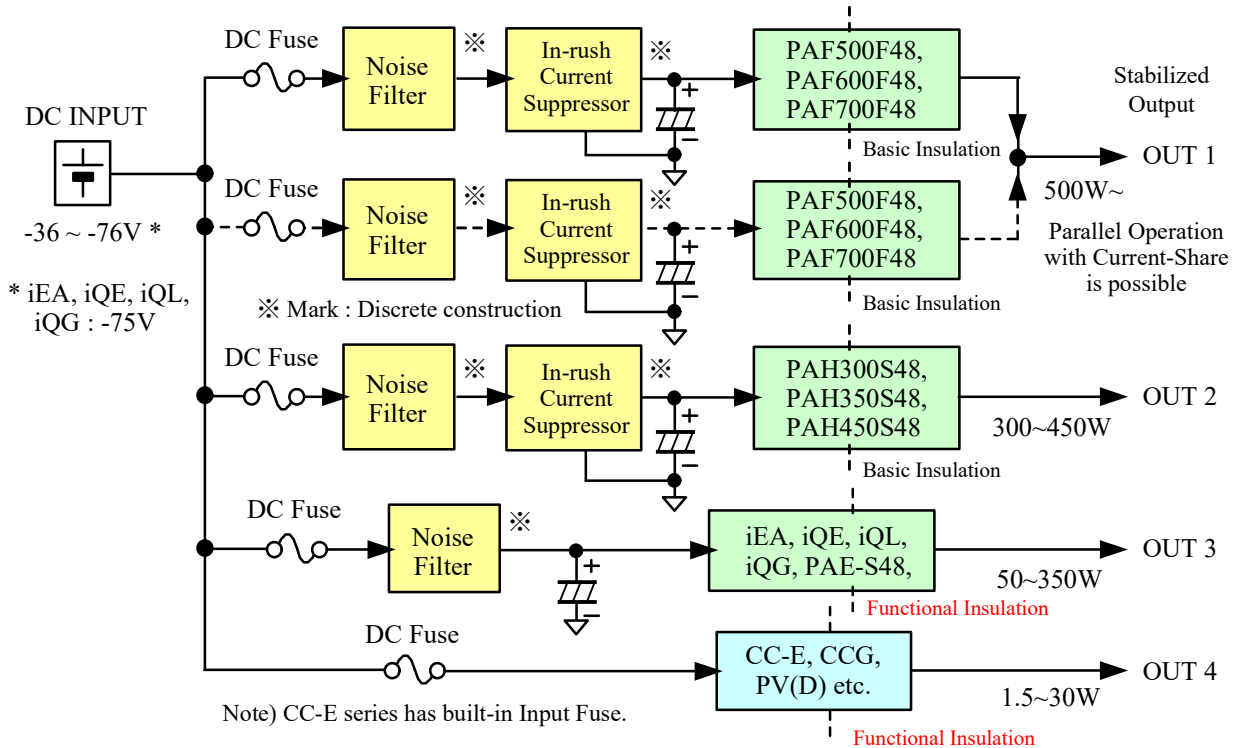 DC Fuse
Noise
Filter
※
In-rush
Current
Suppressor
※
+
−
PAF500F48,
PAF600F48,
PAF700F48
Basic Insulation
Stabilized
Output
DC INPUT
-36 ~ -76V *
* iEA, iQE, iQL,
iQG : -75V
OUT 1
500W~
Parallel Operation
with Current-Share
is possible
DC Fuse
Noise
Filter
※
In-rush
Current
Suppressor
※
+
−
PAF500F48,
PAF600F48,
PAF700F48
Basic Insulation
※ Mark : Discrete construction
DC Fuse
Noise
Filter
※
In-rush
Current
Suppressor
※
+
−
PAH300S48,
PAH350S48,
PAH450S48
Basic Insulation
OUT 2
300~450W
DC Fuse
Noise
Filter
※
+
−
iEA, iQE, iQL,
iQG, PAE-S48,
Functional Insulation
OUT 3
50~350W
DC Fuse
CC-E, CCG,
PV(D) etc.
OUT 4
1.5~30W
Note) CC-E series has built-in Input Fuse.
Functional Insulation